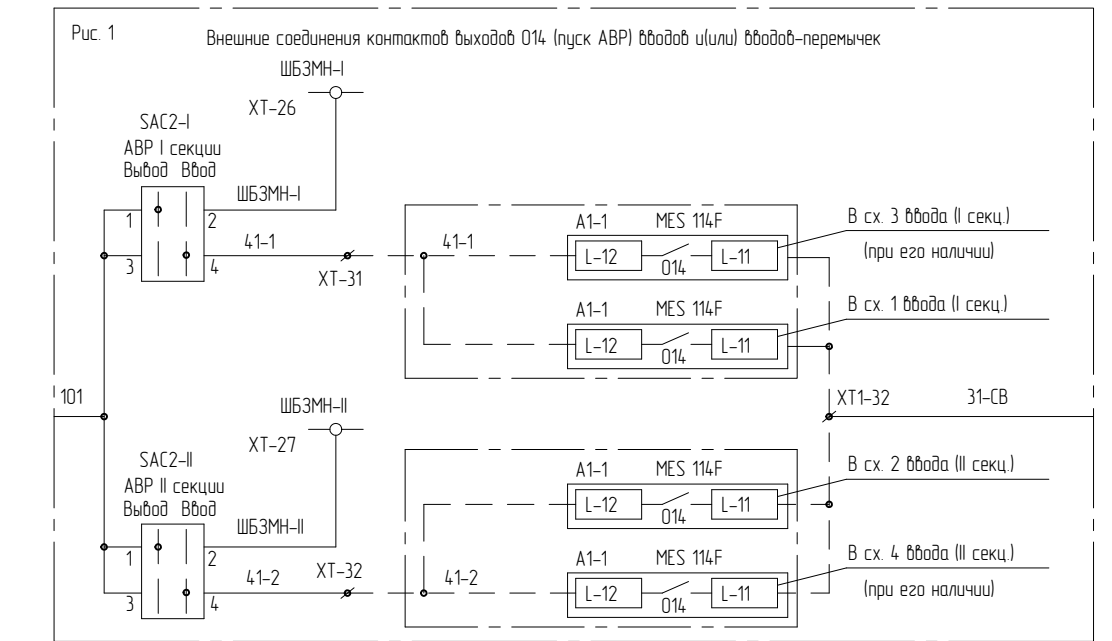 Рис. 1
Внешние соединения контактов выходов О14 (пуск АВР) вводов и(или) вводов-перемычек
ШБЗМН-I
ХТ-26
SAC2-I
АВР I секции
Вывод Ввод
ШБЗМН-I
1
2
3
4
41-1
ХТ-31
41-1
А1-1 MES 114F
L-12
О14
L-11
В сх. 3 ввода (I секц.)
(при его наличии)
А1-1 MES 114F
L-12
О14
L-11
В сх. 1 ввода (I секц.)
101
ХТ1-32
31-СВ
ШБЗМН-II
ХТ-27
SAC2-II
АВР II секции
Вывод Ввод
ШБЗМН-II
1
2
3
4
41-2
ХТ-32
41-2
А1-1 MES 114F
L-12
О14
L-11
В сх. 2 ввода (II секц.)
А1-1 MES 114F
L-12
О14
L-11
В сх. 4 ввода (II секц.)
(при его наличии)